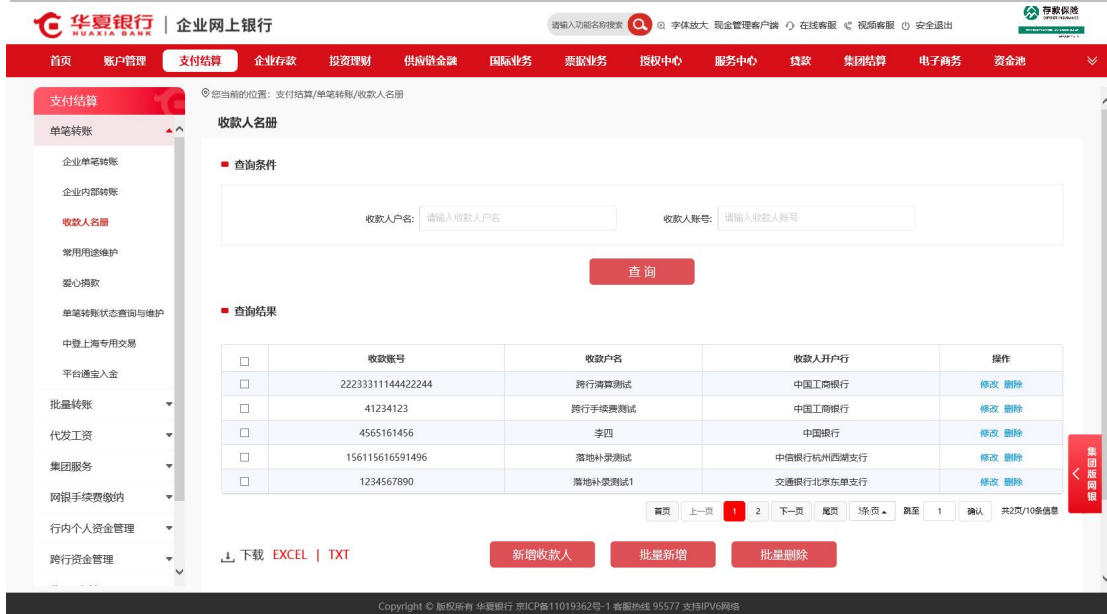 华夏银行 | 企业网上银行
HUAXIA BANK
请输入功能名称搜索 字体放大 现金管理客户端 在线客服 视频客服 安全退出
存款保险
首页 账户管理 支付结算 企业存款 投资理财 供应链金融 国际业务 票据业务 授权中心 服务中心 贷款 集团结算 电子商务 资金池
支付结算
单笔转账
企业单笔转账
企业内部转账
收款人名册
常用用途维护
爱心捐款
单笔转账状态查询与维护
中登上海专用交易
平台通宝入金
批量转账
代发工资
集团服务
网银手续费缴纳
行内个人资金管理
跨行资金管理
您当前的位置：支付结算/单笔转账/收款人名册
收款人名册
查询条件
收款人户名: 请输入收款人户名 收款人账号: 请输入收款人账号
查 询
查询结果
收款账号 收款户名 收款人开户行 操作
22233311144422244 跨行清算测试 中国工商银行 修改 删除
41234123 跨行手续费测试 中国工商银行 修改 删除
4565161456 李四 中国银行 修改 删除
156115616591496 落地补录测试 中信银行杭州西湖支行 修改 删除
1234567890 落地补录测试1 交通银行北京东单支行 修改 删除
首页 上一页 1 2 下一页 尾页 条/页 跳至 1 确认 共2页/10条信息
下载 EXCEL | TXT
新增收款人 批量新增 批量删除
集团版网银
Copyright © 版权所有 华夏银行 京ICP备11019362号-1 客服热线 95577 支持IPV6网络